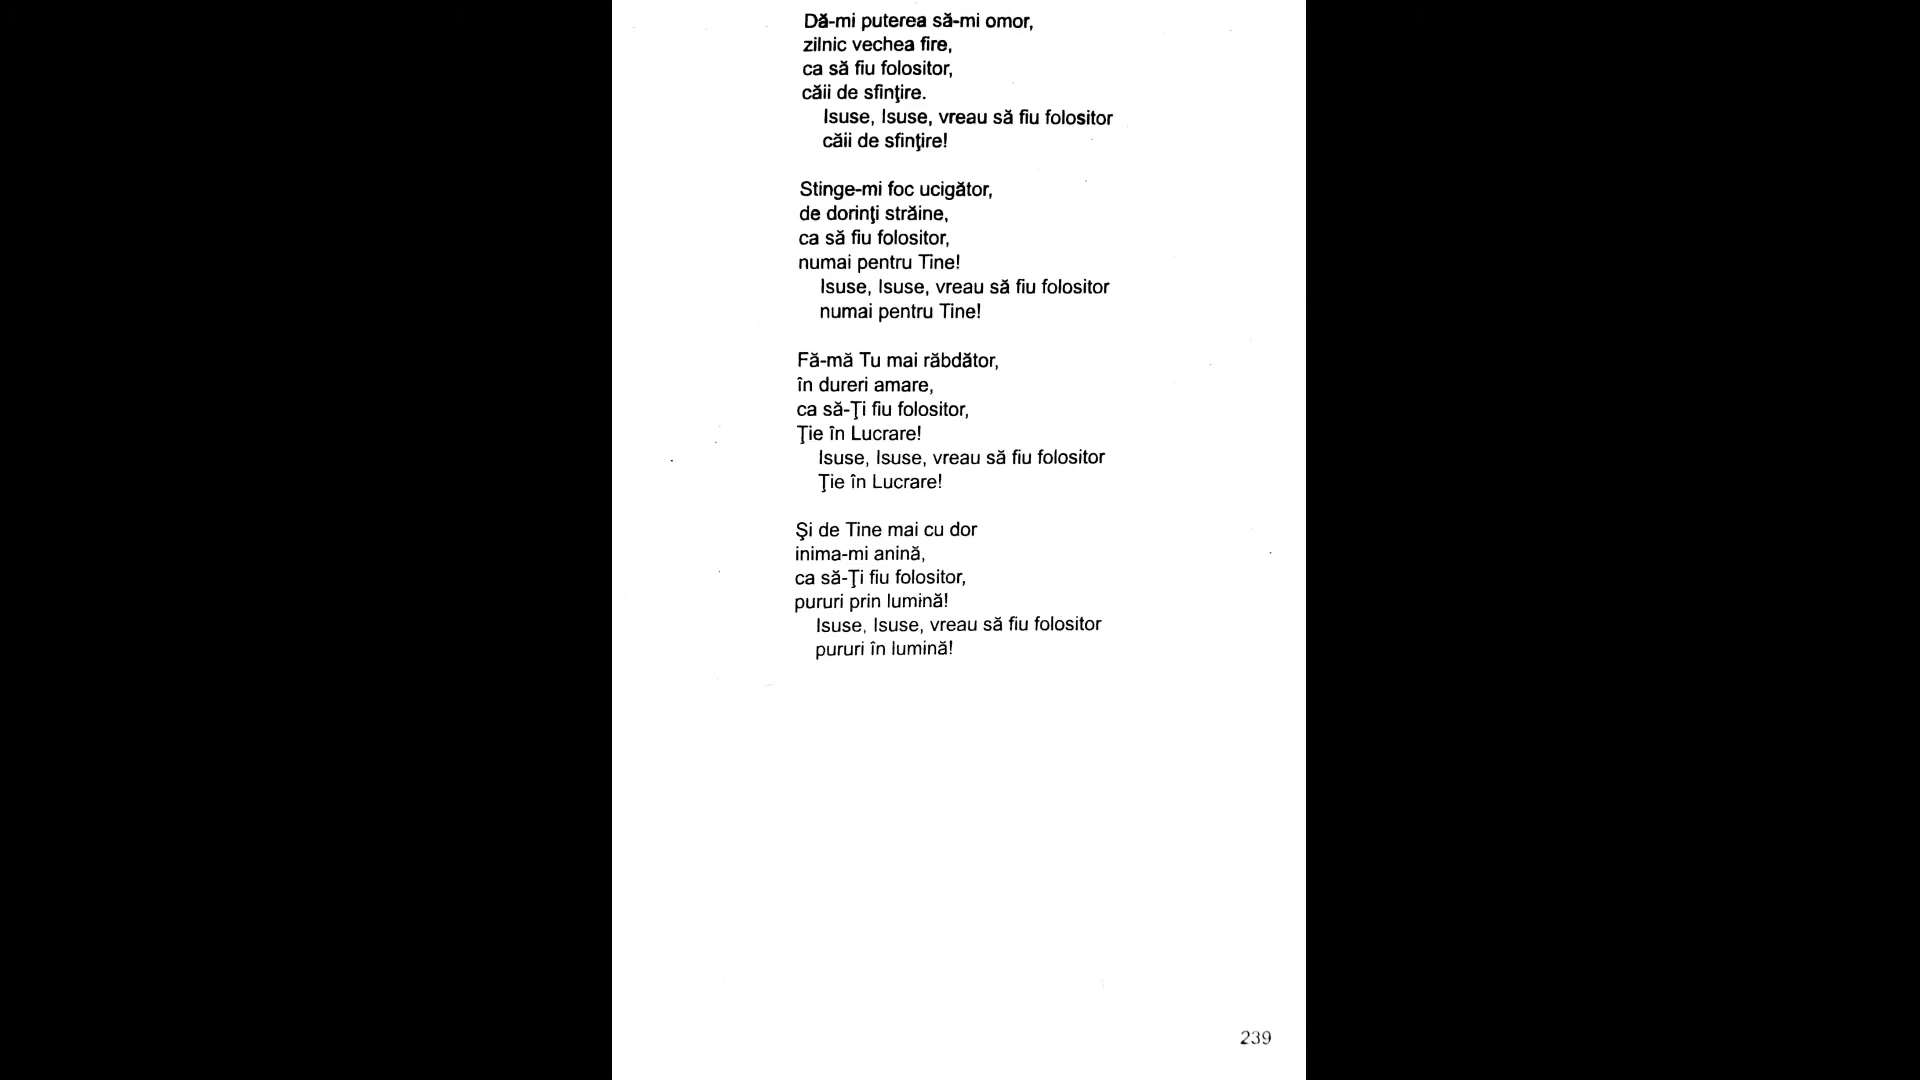 Dă-mi puterea să-mi omor,
zilnic vechea fire,
ca să fiu folositor,
căii de sfinţire.
Isuse, Isuse, vreau să fiu folositor
căii de sfinţire!
Stinge-mi foc ucigător,
de dorinţi străine,
ca să fiu folositor,
numai pentru Tine!
Isuse, Isuse, vreau să fiu folositor
numai pentru Tine!
Fă-mă Tu mai răbdător,
în dureri amare,
ca să-Ţi fiu folositor,
Ţie în Lucrare!
Isuse, Isuse, vreau să fiu folositor
Ţie în Lucrare!
Şi de Tine mai cu dor
inima-mi anină,
ca să-Ţi fiu folositor,
pururi prin lumină!
Isuse, Isuse, vreau să fiu folositor
pururi în lumină!
239